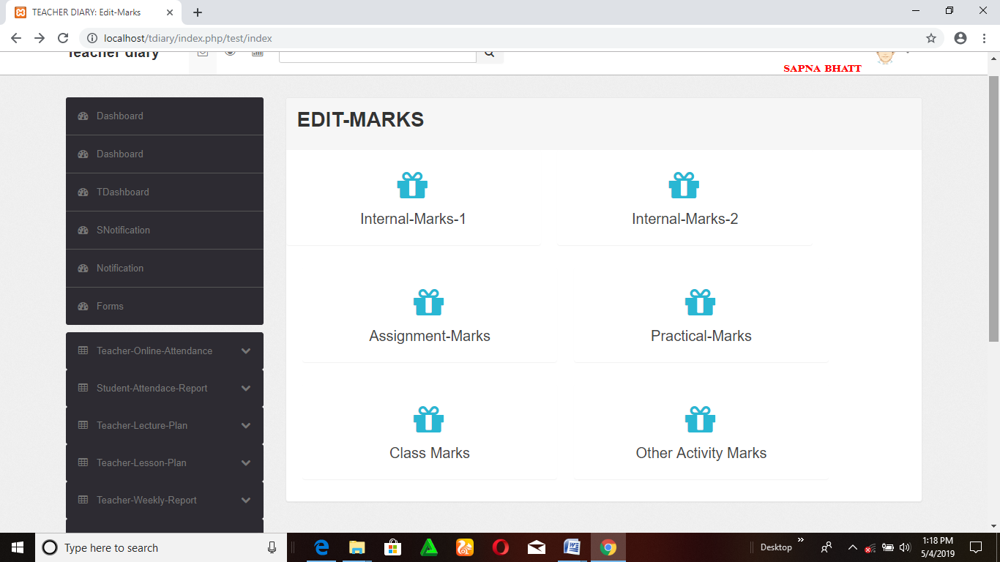 TEACHER DIARY: Edit-Marks
localhost/tdiary/index.php/test/index
Teacher diary
SAPNA BHATT
Dashboard
Dashboard
TDashboard
SNotification
Notification
Forms
Teacher-Online-Attendance
Student-Attendace-Report
Teacher-Lecture-Plan
Teacher-Lesson-Plan
Teacher-Weekly-Report
EDIT-MARKS
Internal-Marks-1
Internal-Marks-2
Assignment-Marks
Practical-Marks
Class Marks
Other Activity Marks
Type here to search
Desktop
1:18 PM
5/4/2019